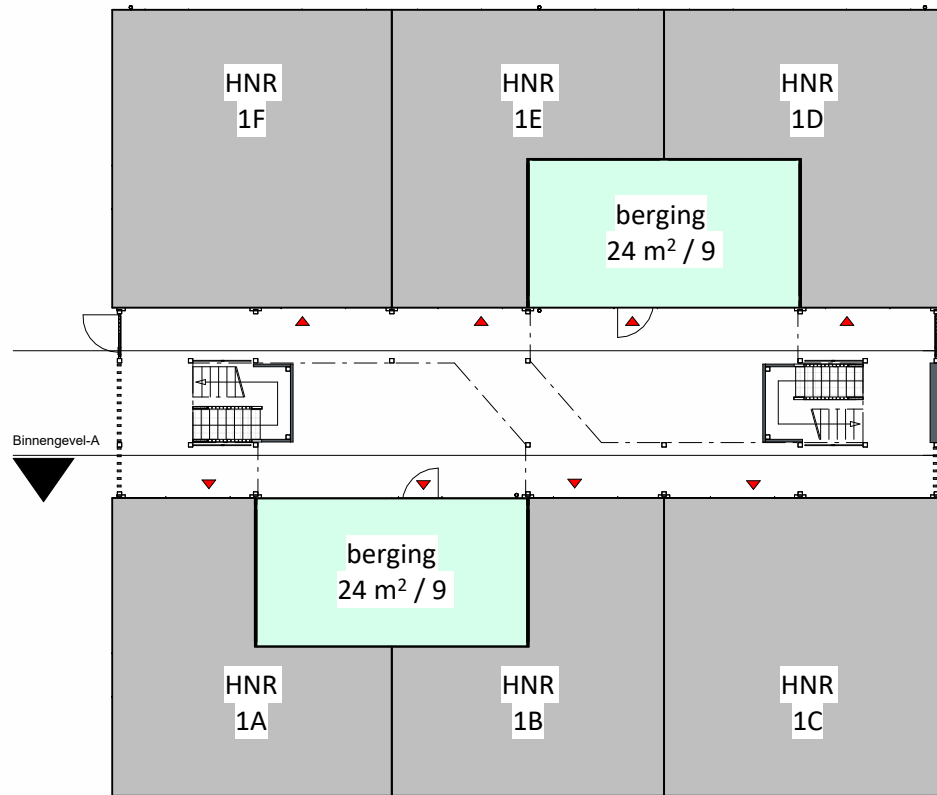 HNR
1F
HNR
1E
HNR
1D
berging
24 m² / 9
Binnengevel-A
berging
24 m² / 9
HNR
1A
HNR
1B
HNR
1C